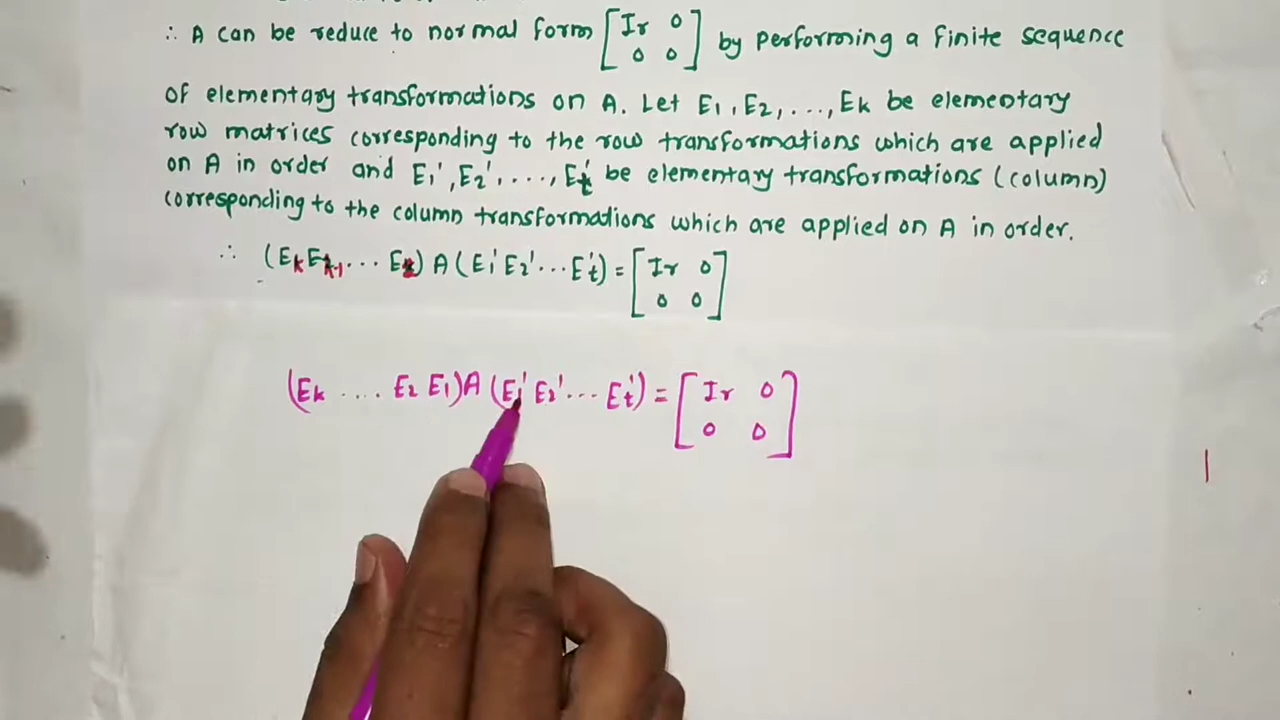 ∴ A can be reduce to normal form [Ir 0
0 0] by performing a finite sequence
of elementary transformations on A. Let E1, E2, ..., Ek be elementary
row matrices corresponding to the row transformations which are applied
on A in order and E1', E2', ...., Et' be elementary transformations (column)
corresponding to the column transformations which are applied on A in order.
∴ (Ek Ek-1 ... E) A (E1' E2' ... Et') = [Ir 0
0 0]
(Ek .... E2 E1) A (E1' E2' ... Et') = [Ir 0
0 0]